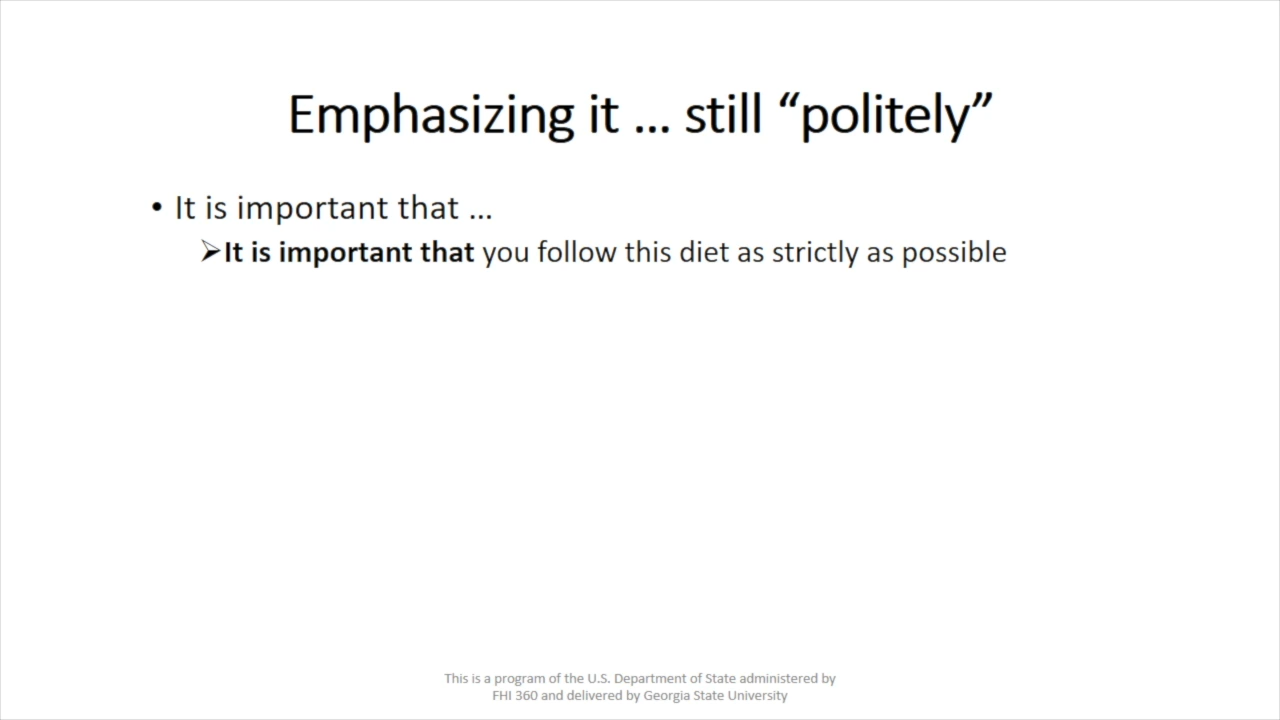 Emphasizing it ... still “politely”
• It is important that ...
➢It is important that you follow this diet as strictly as possible
This is a program of the U.S. Department of State administered by
FHI 360 and delivered by Georgia State University